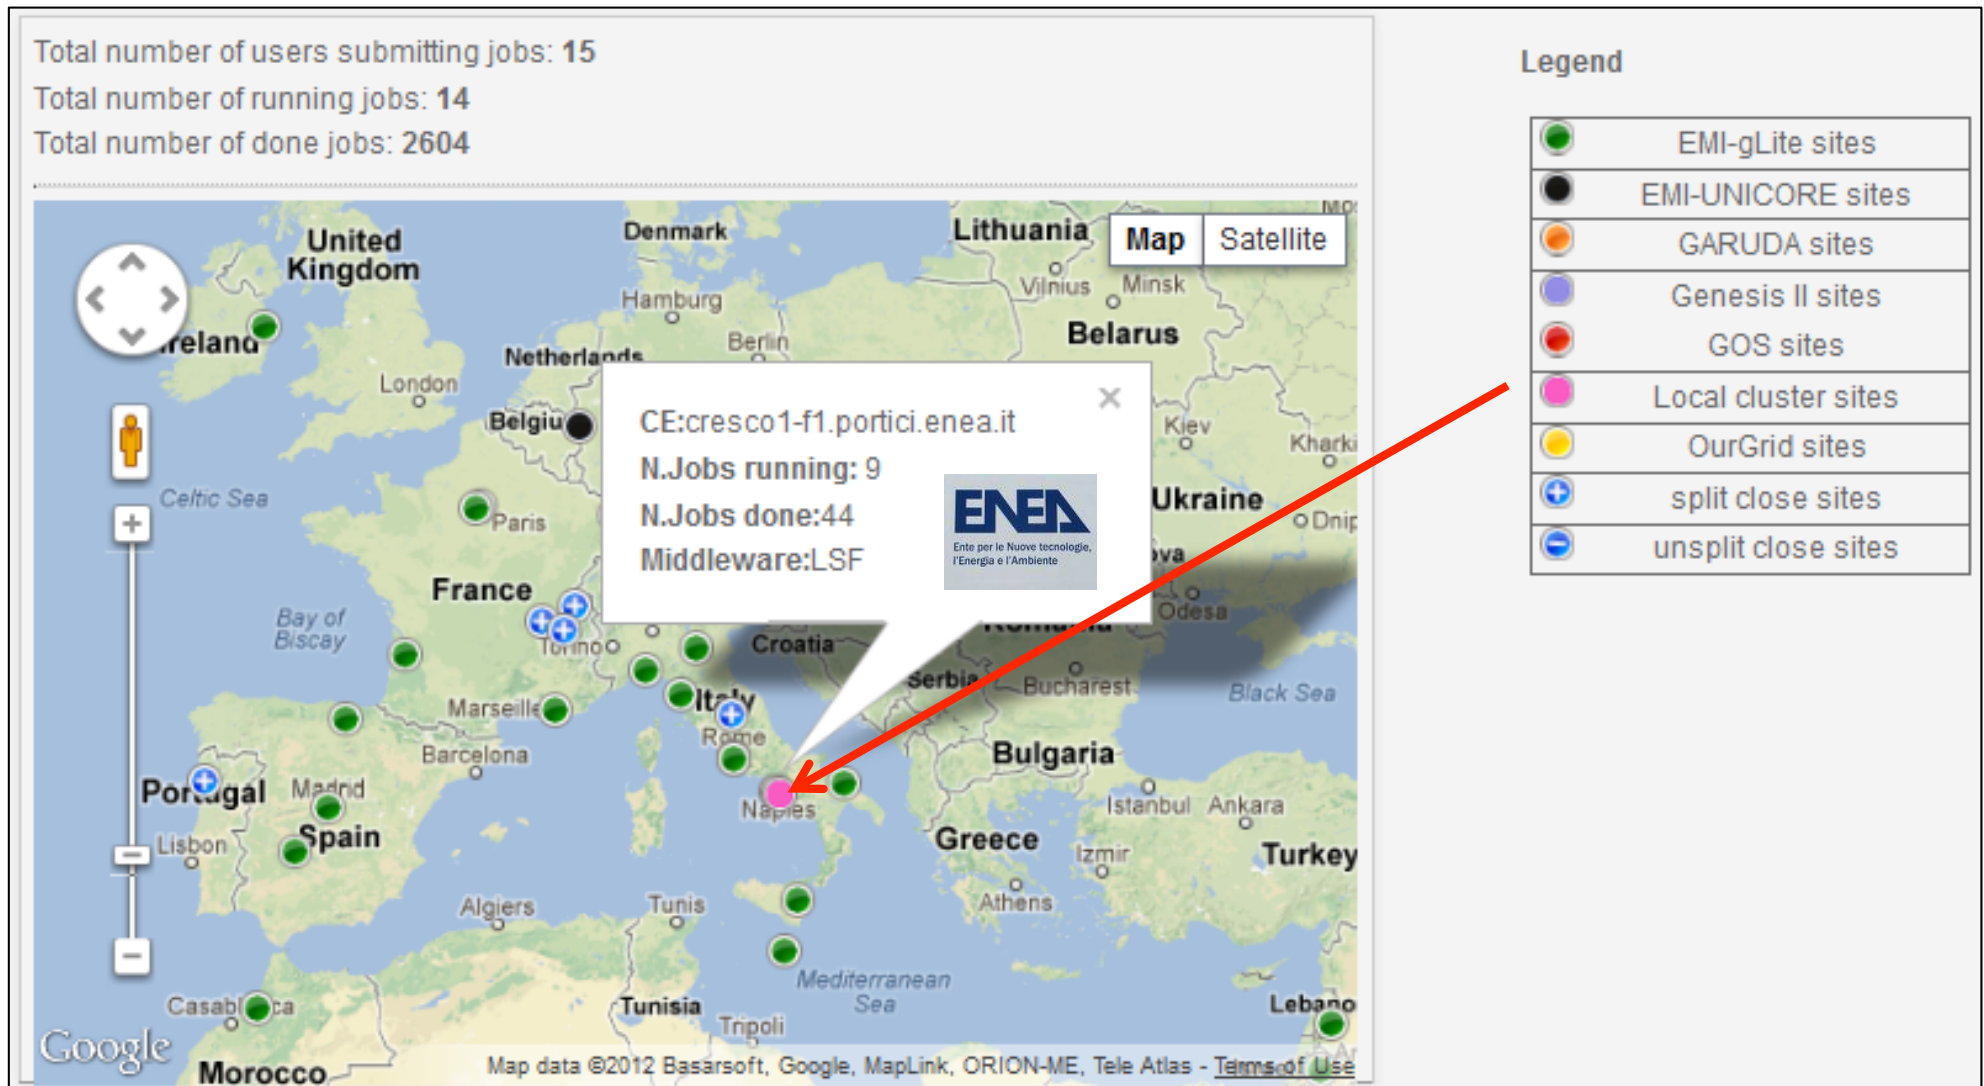 Total number of users submitting jobs: 15
Total number of running jobs: 14
Total number of done jobs: 2604
Legend
EMI-gLite sites
EMI-UNICORE sites
GARUDA sites
Genesis II sites
GOS sites
Local cluster sites
OurGrid sites
split close sites
unsplit close sites
Map
Satellite
United
Kingdom
Denmark
Lithuania
Vilnius
Minsk
Hamburg
Belarus
Ireland
Berlin
Netherlands
London
Belgiu
CE:cresco1-f1.portici.enea.it
N.Jobs running: 9
N.Jobs done:44
Middleware:LSF
ENEA
Ente per le Nuove tecnologie,
l'Energia e l'Ambiente
×
Kiev
Kharki
Celtic Sea
Paris
Ukraine
Dnip
ova
France
Odesa
Bay of
Biscay
Torino
Croatia
Romania
Serbia
Bucharest
Black Sea
Marseille
Italy
Rome
Barcelona
Bulgaria
Portugal
Madrid
Naples
Istanbul
Ankara
Lisbon
Spain
Greece
Izmir
Turkey
Algiers
Tunis
Athens
Mediterranean
Sea
Casablanca
Tunisia
Tripoli
Lebano
Google
Morocco
Map data ©2012 Basarsoft, Google, MapLink, ORION-ME, Tele Atlas - Terms of Use